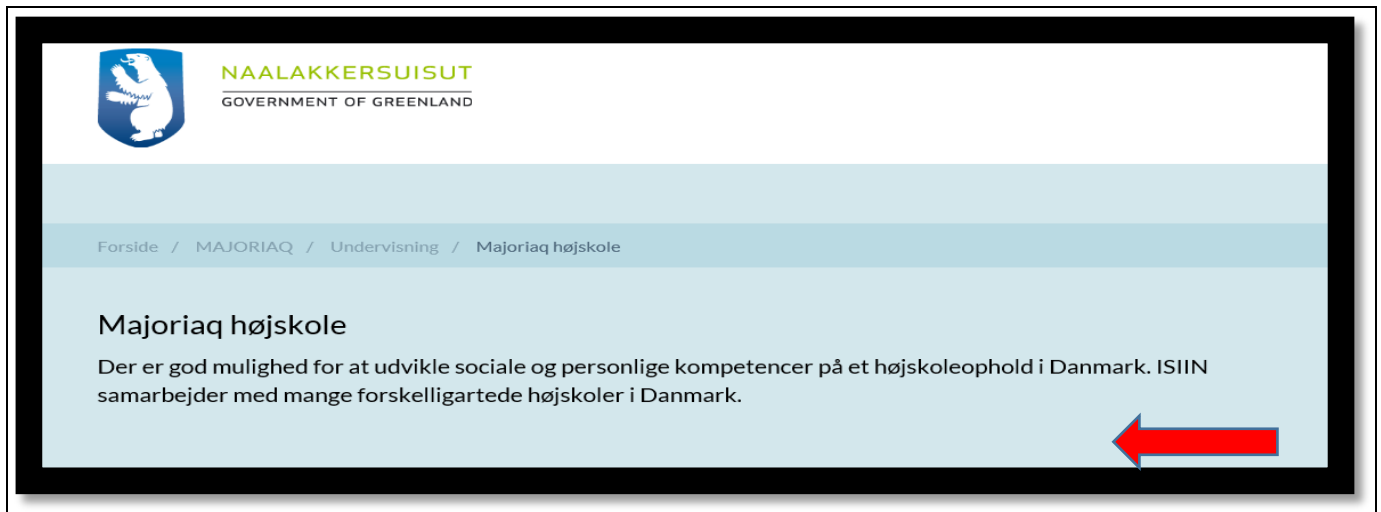 NAALAKKERSUISUT
GOVERNMENT OF GREENLAND
Forside / MAJORIAQ / Undervisning / Majoriaq højskole
Majoriaq højskole
Der er god mulighed for at udvikle sociale og personlige kompetencer på et højskoleophold i Danmark. ISIIN
samarbejder med mange forskelligartede højskoler i Danmark.